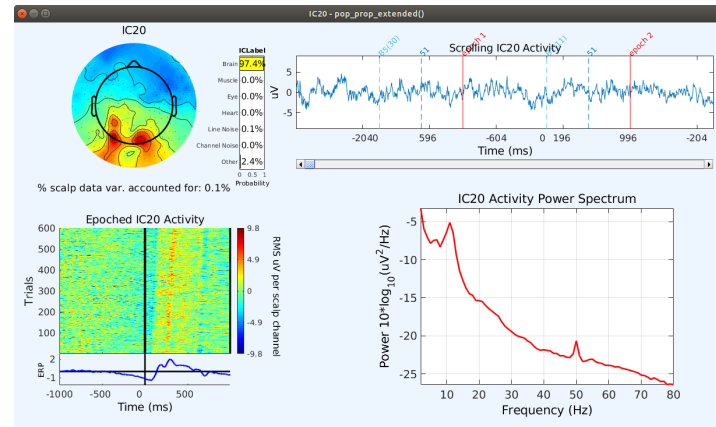 IC20 - pop_prop_extended()
IC20
ICLabel
Brain 97.4%
Muscle 0.0%
Eye 0.0%
Heart 0.0%
Line Noise 0.1%
Channel Noise 0.0%
Other 2.4%
0 0.5 1
Probability
% scalp data var. accounted for: 0.1%
Scrolling IC20 Activity
S1
epoch 1
S1
epoch 2
uV
5
0
-5
-2040 596 -604 0 196 996 -204
Time (ms)
Epoched IC20 Activity
Trials
600
500
400
300
200
100
9.8
4.9
0
-4.9
-9.8
RMS uV per scalp channel
ERP
2
-1
-1000 -500 0 500
Time (ms)
IC20 Activity Power Spectrum
Power 10*log10(uV2/Hz)
-5
-10
-15
-20
-25
10 20 30 40 50 60 70 80
Frequency (Hz)